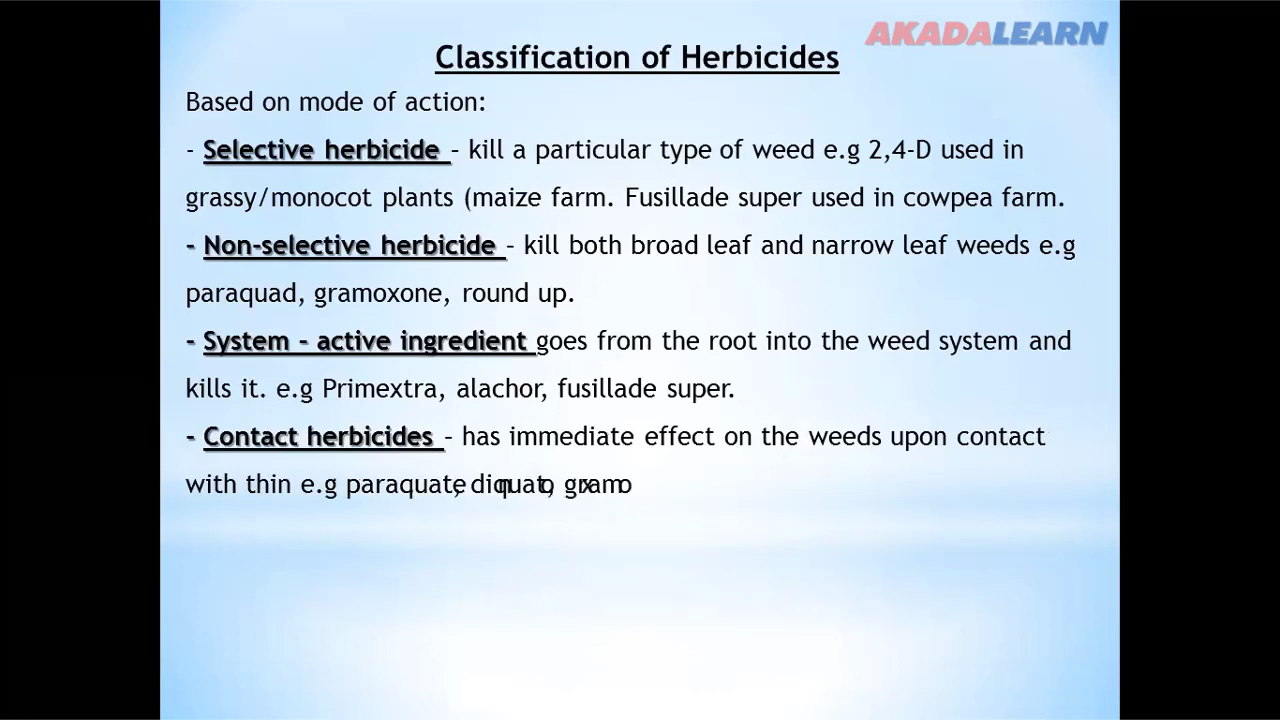 AKADALEARN
Classification of Herbicides
Based on mode of action:
- Selective herbicide – kill a particular type of weed e.g 2,4-D used in
grassy/monocot plants (maize farm. Fusillade super used in cowpea farm.
- Non-selective herbicide – kill both broad leaf and narrow leaf weeds e.g
paraquad, gramoxone, round up.
- System – active ingredient goes from the root into the weed system and
kills it. e.g Primextra, alachor, fusillade super.
- Contact herbicides – has immediate effect on the weeds upon contact
with thin e.g paraquat, diquat,